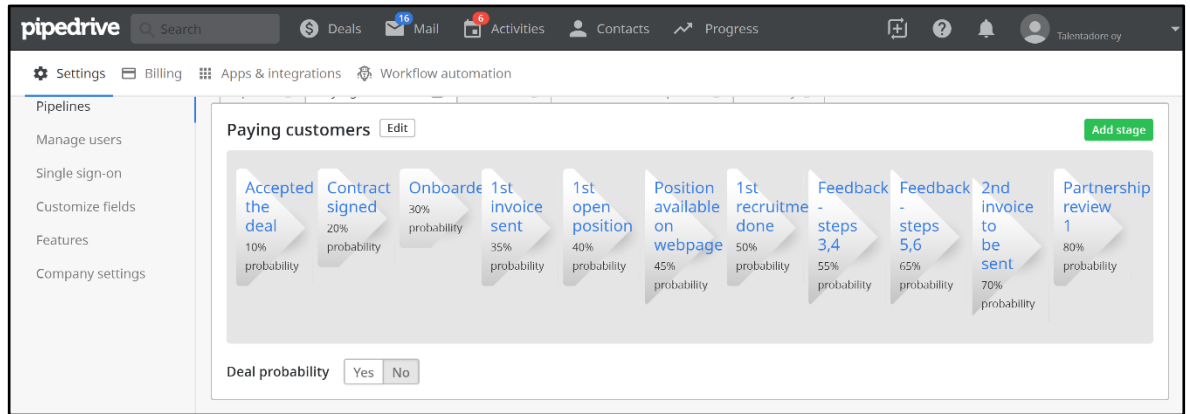 pipedrive Search Deals 16 Mail 6 Activities Contacts Progress Talentadore oy
Settings Billing Apps & integrations Workflow automation
Pipelines
Manage users
Single sign-on
Customize fields
Features
Company settings
Paying customers Edit Add stage
Accepted
the
deal
10%
probability
Contract
signed
20%
probability
Onboarde
30%
probability
1st
invoice
sent
35%
probability
1st
open
position
40%
probability
Position
available
on
webpage
45%
probability
1st
recruitme
done
50%
probability
Feedback
-
steps
3,4
55%
probability
Feedback
-
steps
5,6
65%
probability
2nd
invoice
to
be
sent
70%
probability
Partnership
review
1
80%
probability
Deal probability Yes No